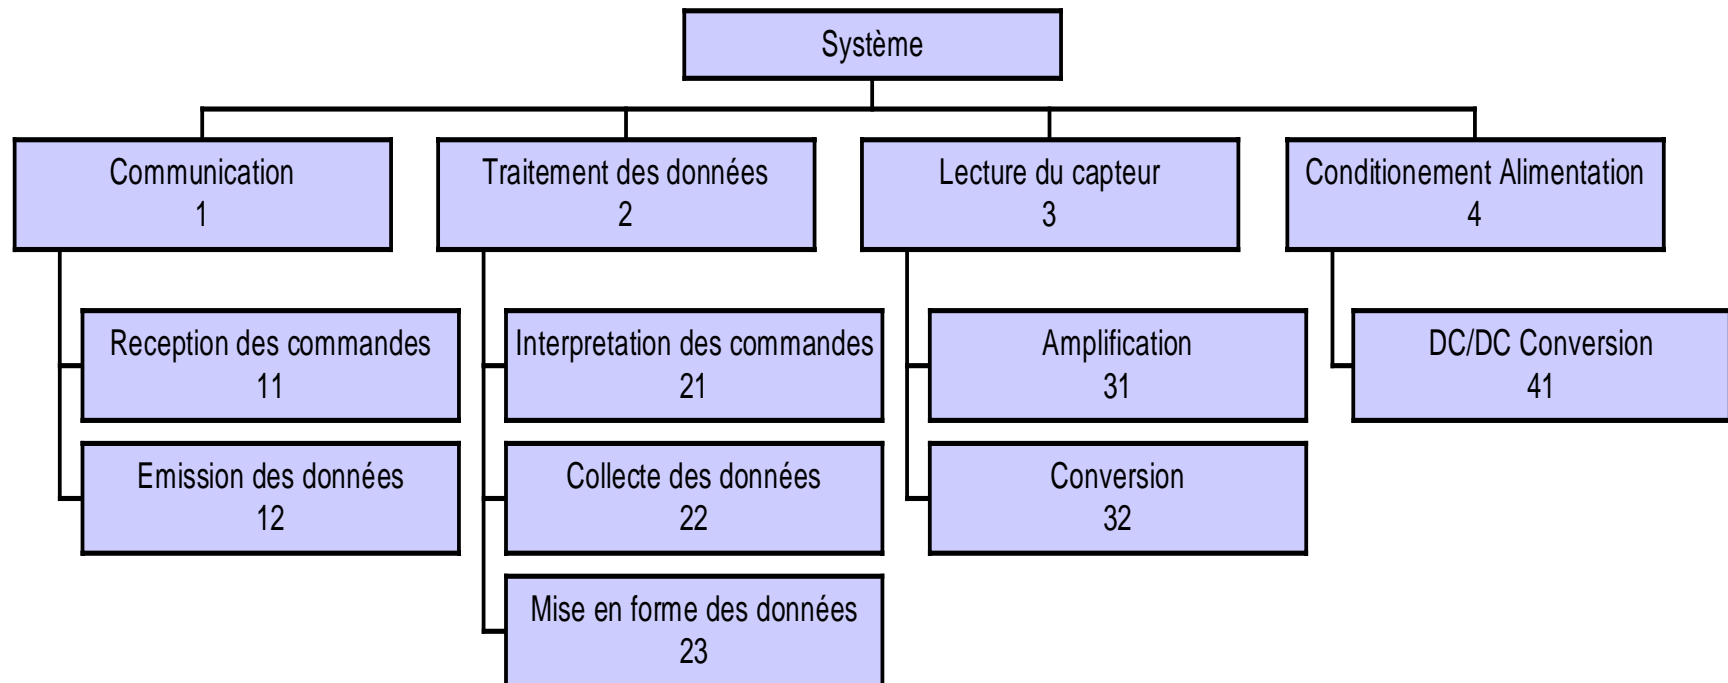 Système
Communication
1
Traitement des données
2
Lecture du capteur
3
Conditionement Alimentation
4
Reception des commandes
11
Interpretation des commandes
21
Amplification
31
DC/DC Conversion
41
Emission des données
12
Collecte des données
22
Conversion
32
Mise en forme des données
23